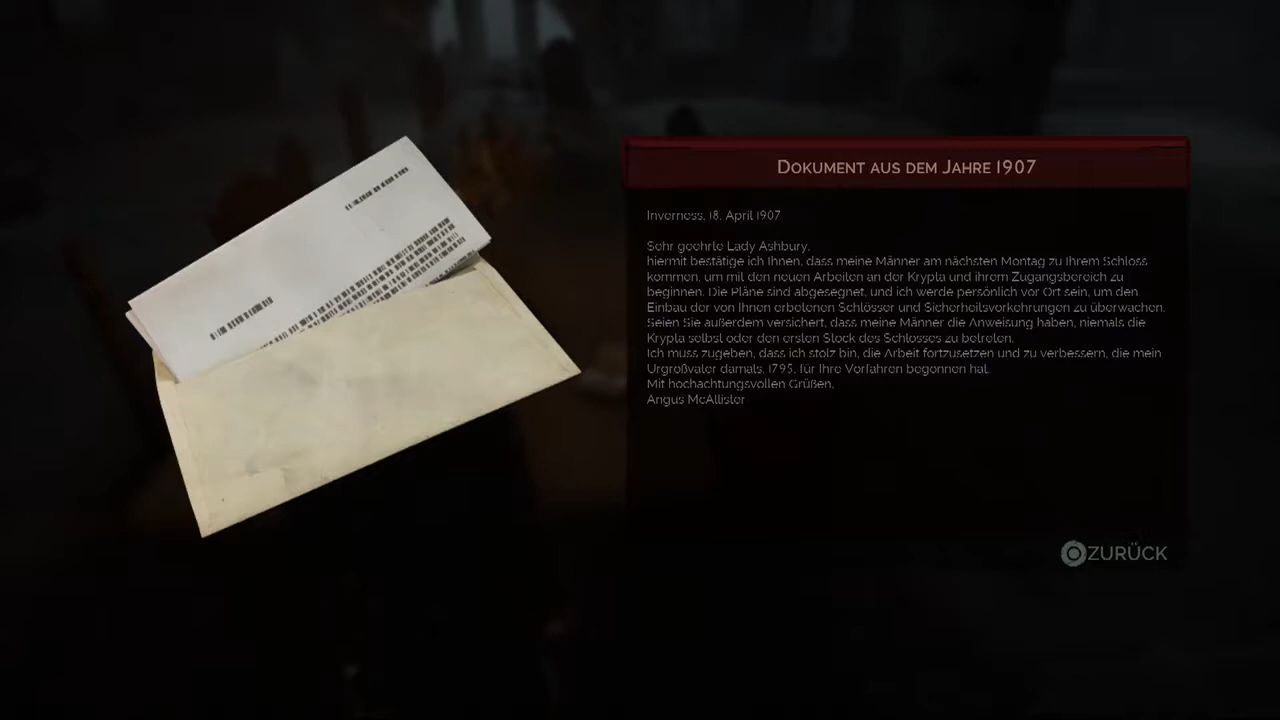 DOKUMENT AUS DEM JAHRE 1907
Inverness, 18. April 1907
Sehr geehrte Lady Ashbury,
hiermit bestätige ich Ihnen, dass meine Männer am nächsten Montag zu Ihrem Schloss
kommen, um mit den neuen Arbeiten an der Krypta und ihrem Zugangsbereich zu
beginnen. Die Pläne sind abgesegnet, und ich werde persönlich vor Ort sein, um den
Einbau der von Ihnen erbetenen Schlösser und Sicherheitsvorkehrungen zu überwachen.
Seien Sie außerdem versichert, dass meine Männer die Anweisung haben, niemals die
Krypta selbst oder den ersten Stock des Schlosses zu betreten.
Ich muss zugeben, dass ich stolz bin, die Arbeit fortzusetzen und zu verbessern, die mein
Urgroßvater damals, 1795, für Ihre Vorfahren begonnen hat.
Mit hochachtungsvollen Grüßen,
Angus McAllister
ZURÜCK